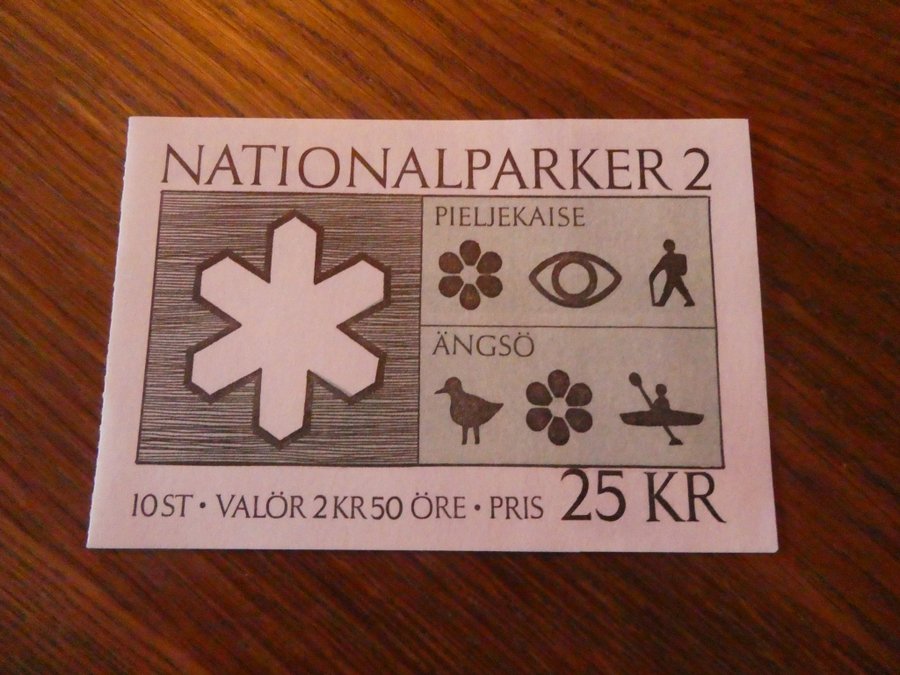 NATIONALPARKER 2
PIELJEKAISE
ÄNGSÖ
10 ST · VALÖR 2 KR 50 ÖRE · PRIS 25 KR